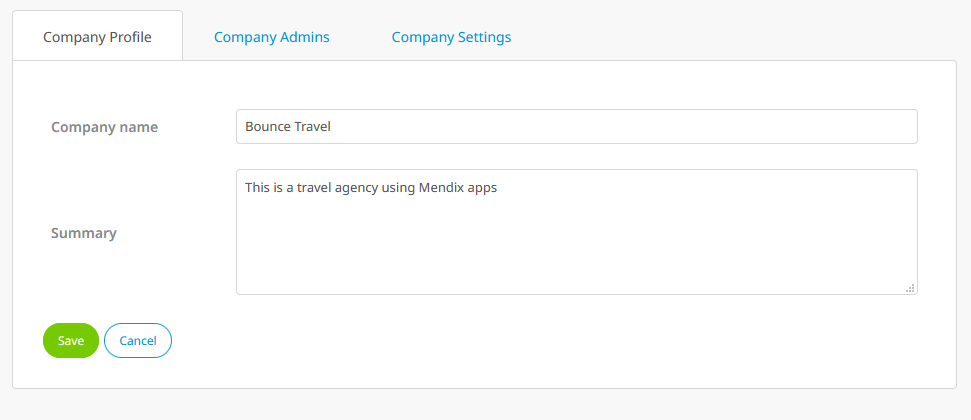 Company Profile
Company Admins
Company Settings
Company name
Bounce Travel
Summary
This is a travel agency using Mendix apps
Save
Cancel